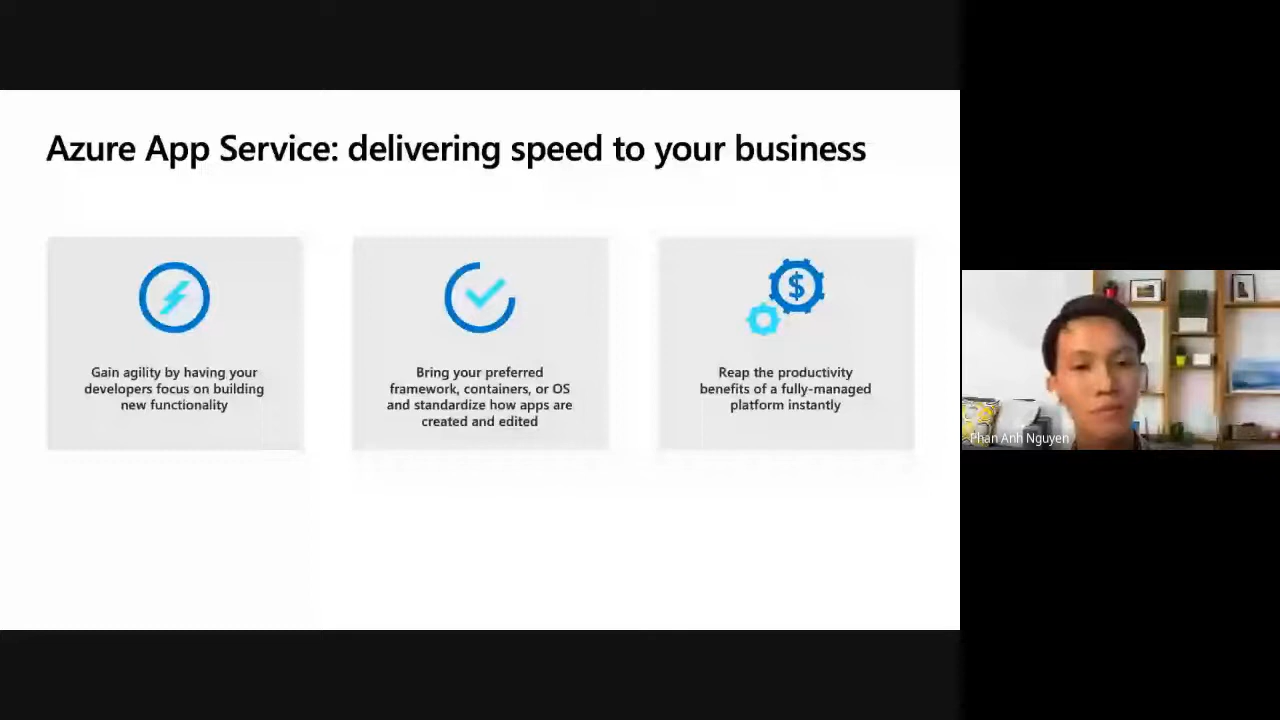 Azure App Service: delivering speed to your business
Gain agility by having your
developers focus on building
new functionality
Bring your preferred
framework, containers, or OS
and standardize how apps are
created and edited
$
Reap the productivity
benefits of a fully-managed
platform instantly
Phan Anh Nguyen